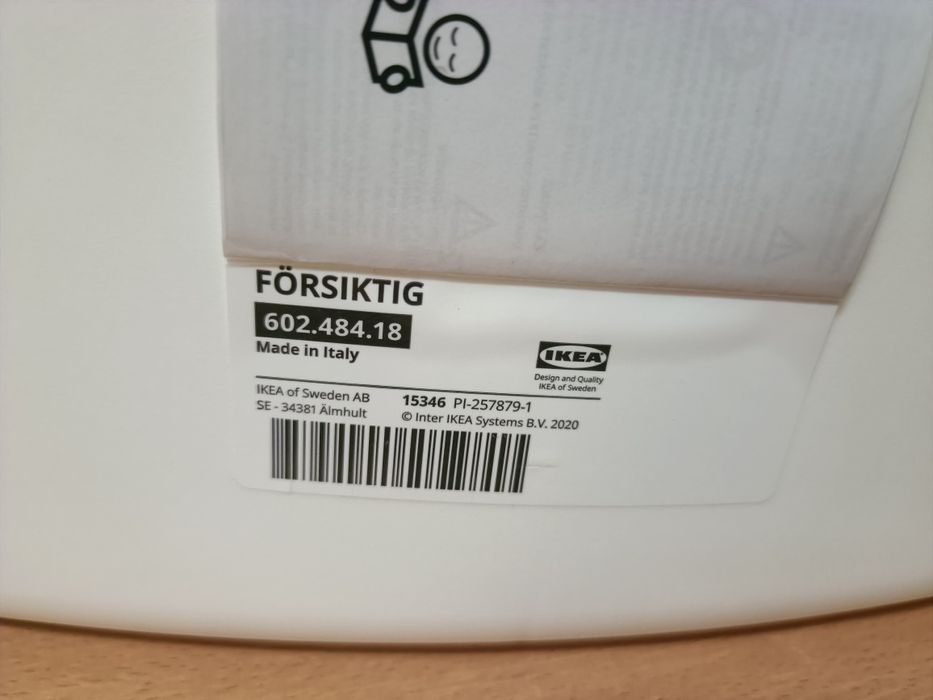 FÖRSIKTIG
602.484.18
Made in Italy
IKEA
Design and Quality
IKEA of Sweden
IKEA of Sweden AB
SE - 34381 Älmhult
15346 PI-257879-1
© Inter IKEA Systems B.V. 2020